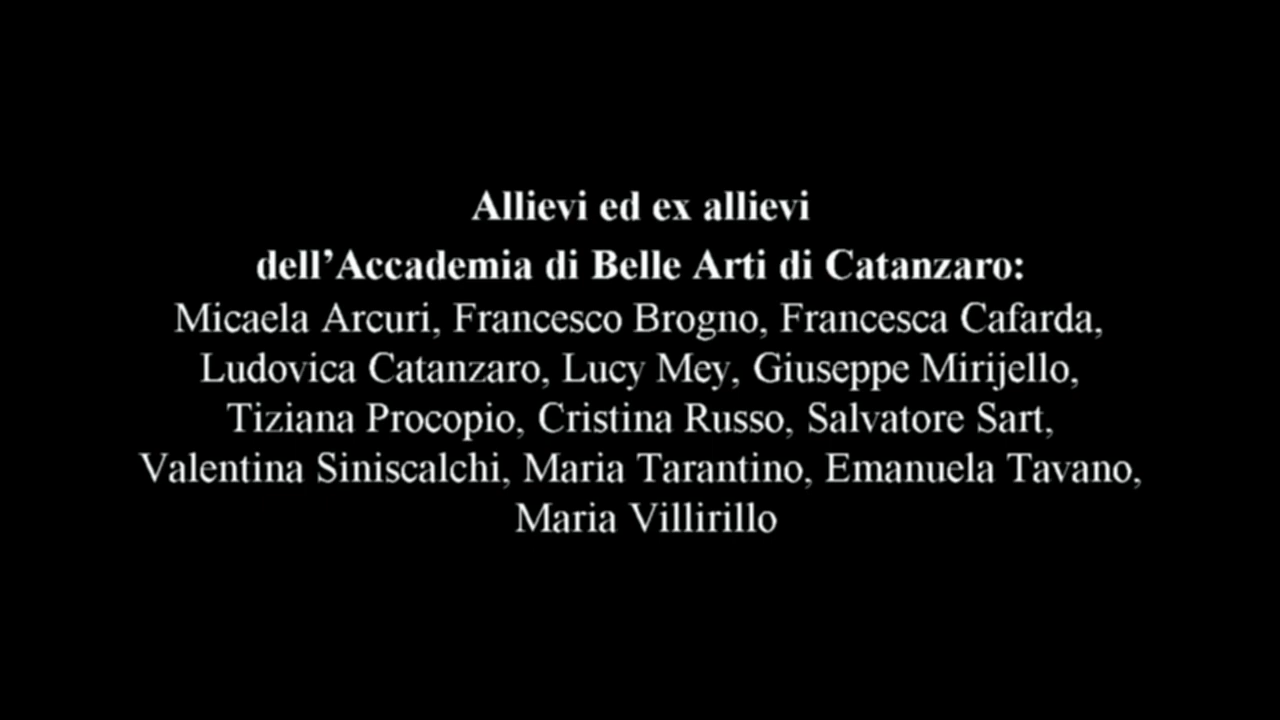 Allievi ed ex allievi
dell’Accademia di Belle Arti di Catanzaro:
Micaela Arcuri, Francesco Brogno, Francesca Cafarda,
Ludovica Catanzaro, Lucy Mey, Giuseppe Mirijello,
Tiziana Procopio, Cristina Russo, Salvatore Sart,
Valentina Siniscalchi, Maria Tarantino, Emanuela Tavano,
Maria Villirillo